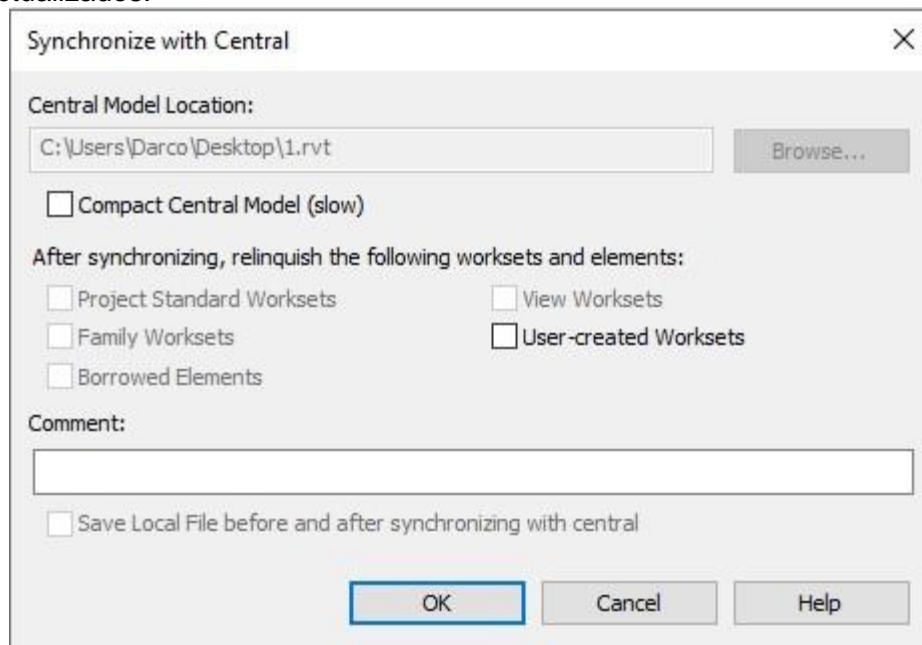 Synchronize with Central
Central Model Location:
C:\Users\Darco\Desktop\1.rvt
Browse...
Compact Central Model (slow)
After synchronizing, relinquish the following worksets and elements:
Project Standard Worksets
View Worksets
Family Worksets
User-created Worksets
Borrowed Elements
Comment:
Save Local File before and after synchronizing with central
OK Cancel Help